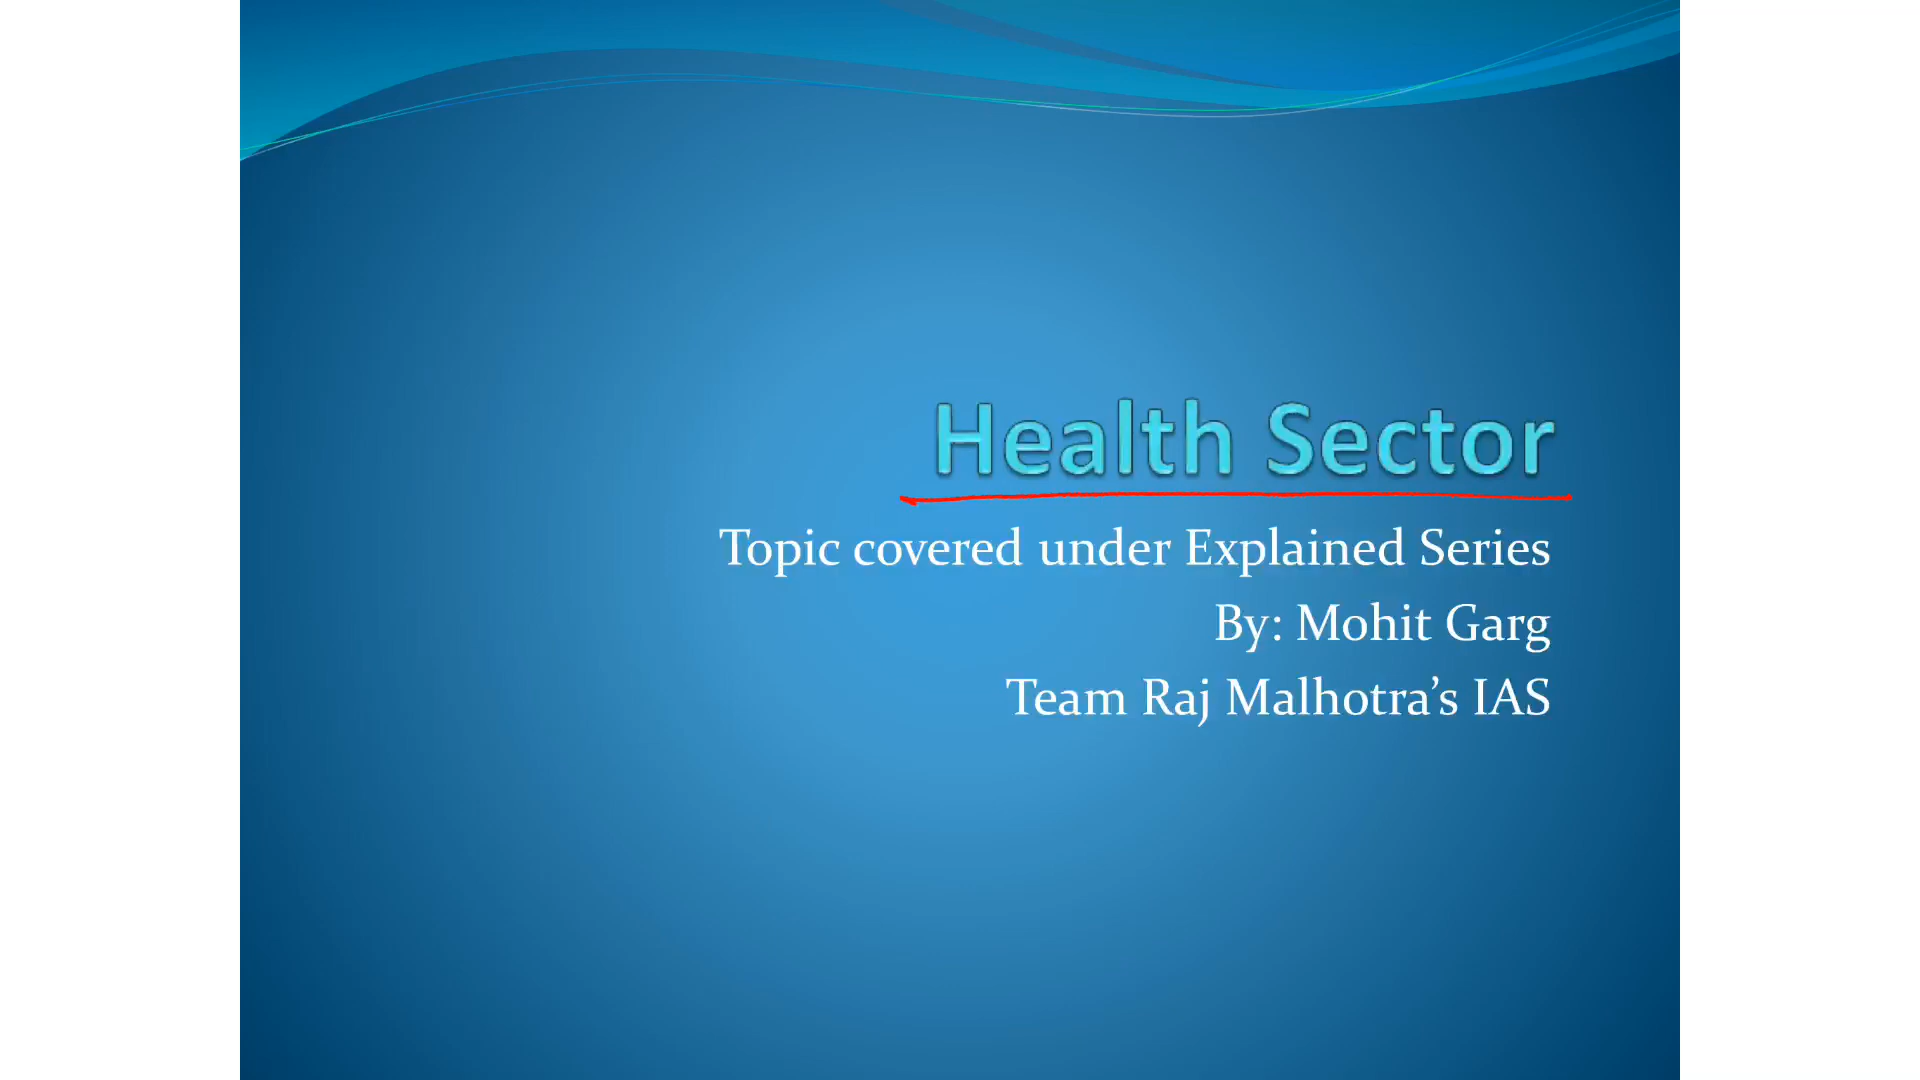 Health Sector
Topic covered under Explained Series
By: Mohit Garg
Team Raj Malhotra’s IAS